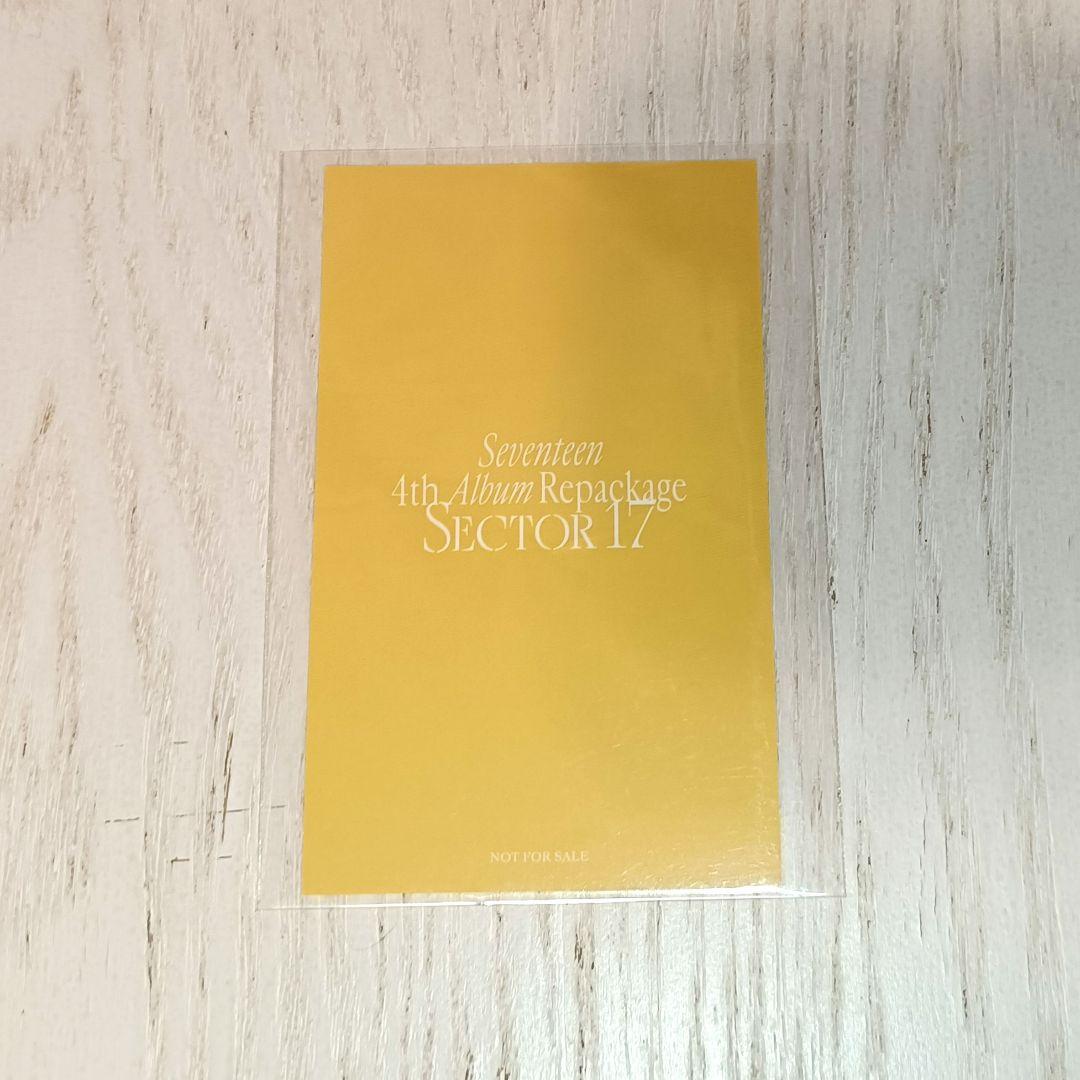 Seventeen
4th Album Repackage
SECTOR 17
NOT FOR SALE